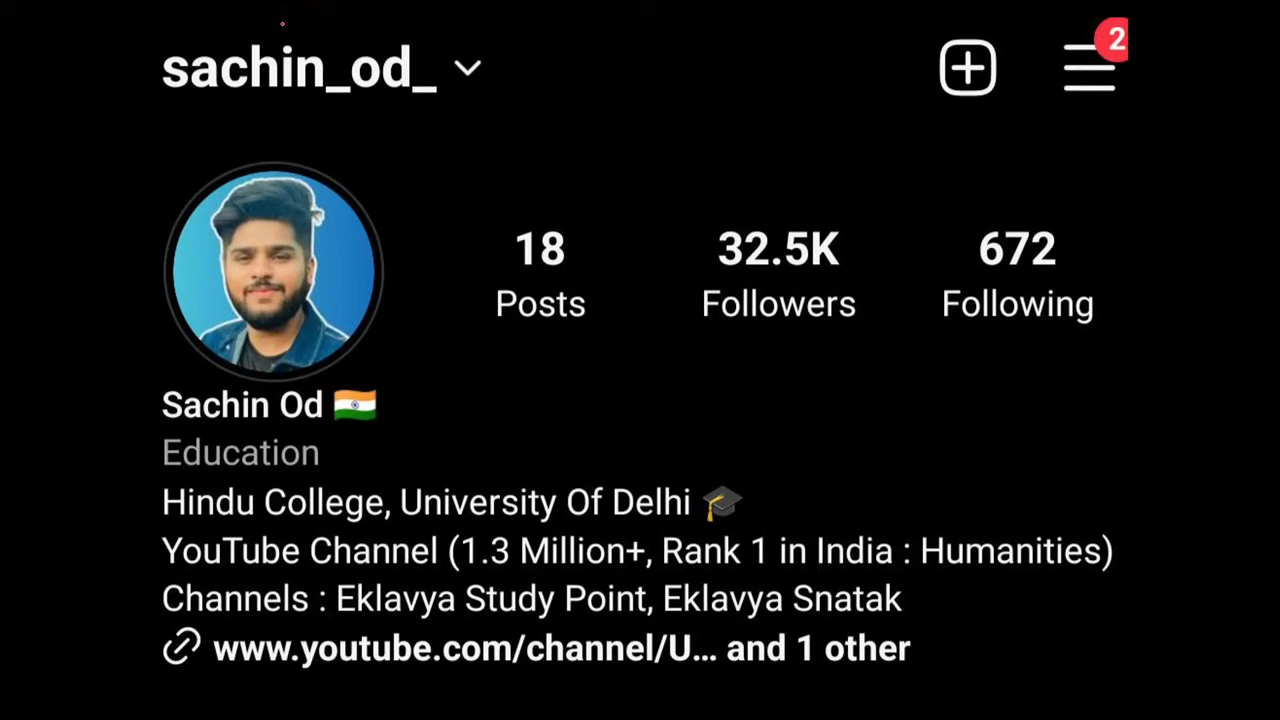 sachin_od_
2
18 32.5K 672
Posts Followers Following
Sachin Od 🇮🇳
Education
Hindu College, University Of Delhi 🎓
YouTube Channel (1.3 Million+, Rank 1 in India : Humanities)
Channels : Eklavya Study Point, Eklavya Snatak
www.youtube.com/channel/U... and 1 other